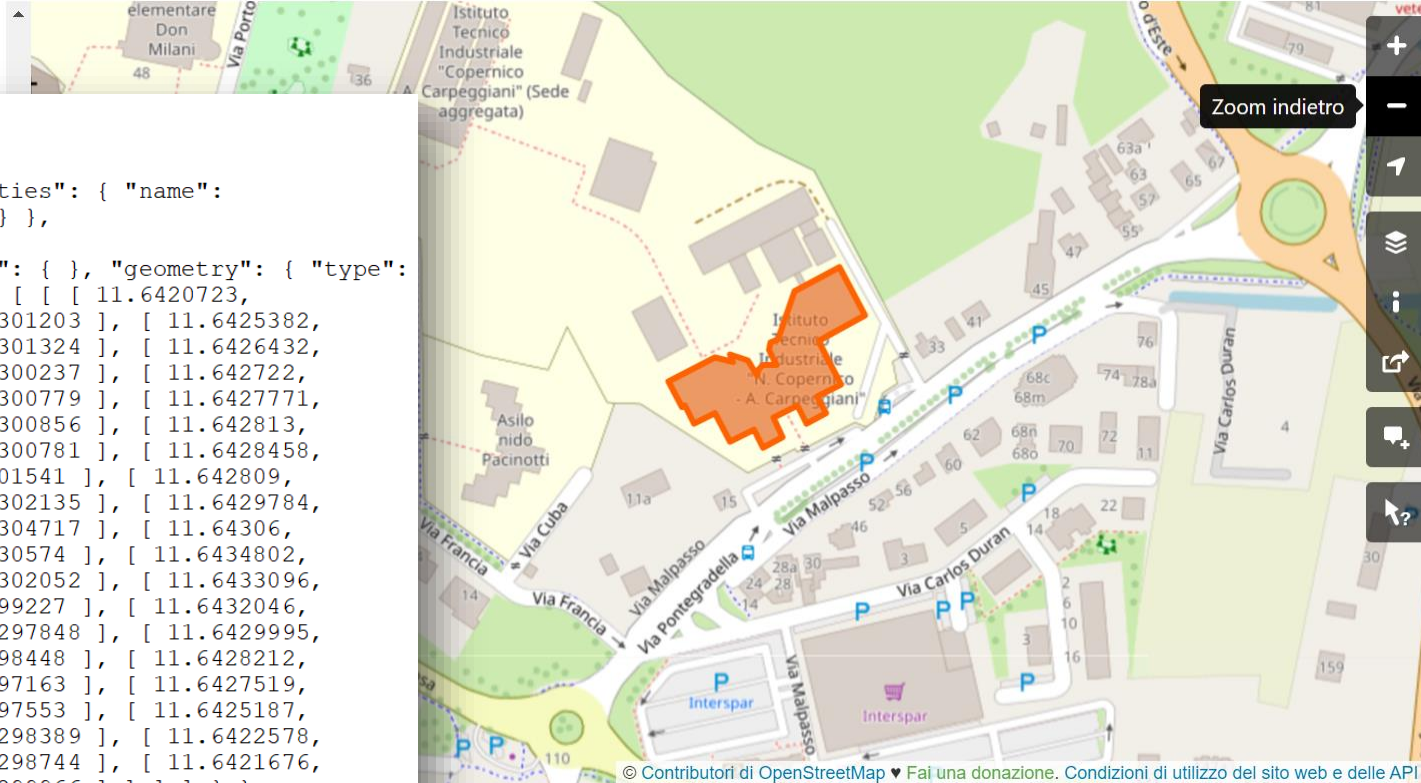 elementare
Don
Milani
48
Via Porto
36
Istituto
Tecnico
Industriale
"Copernico
A. Carpeggiani" (Sede
aggregata)
o d'Este
81
79
vete
Zoom indietro
+
−
63a
63
67
65
57
55
47
45
41
33
ties": { "name":
} },
": { }, "geometry": { "type":
[ [ [ 11.6420723,
301203 ], [ 11.6425382,
301324 ], [ 11.6426432,
300237 ], [ 11.642722,
300779 ], [ 11.6427771,
300856 ], [ 11.642813,
300781 ], [ 11.6428458,
01541 ], [ 11.642809,
302135 ], [ 11.6429784,
304717 ], [ 11.64306,
30574 ], [ 11.6434802,
302052 ], [ 11.6433096,
99227 ], [ 11.6432046,
297848 ], [ 11.6429995,
98448 ], [ 11.6428212,
97163 ], [ 11.6427519,
97553 ], [ 11.6425187,
298389 ], [ 11.6422578,
298744 ], [ 11.6421676,
Istituto
Tecnico
Industriale
"N. Copernico
- A. Carpeggiani"
Asilo
nido
Pacinotti
P
76
74
78a
68c
68m
P
Via Carlos Duran
4
62
68n
68o
70
72
11
60
P
56
52
46
P
18
14
22
5
3
11a
15
Via Cuba
Via Francia
14
Via Francia
Via Malpasso
Via Malpasso
Via Pontegradella
28a
30
24
28
14
Via Carlos Duran
P
P
P
2
6
10
3
16
P
30
159
Via Malpasso
P
Interspar
Interspar
P
P
110
© Contributori di OpenStreetMap ♥ Fai una donazione. Condizioni di utilizzo del sito web e delle API